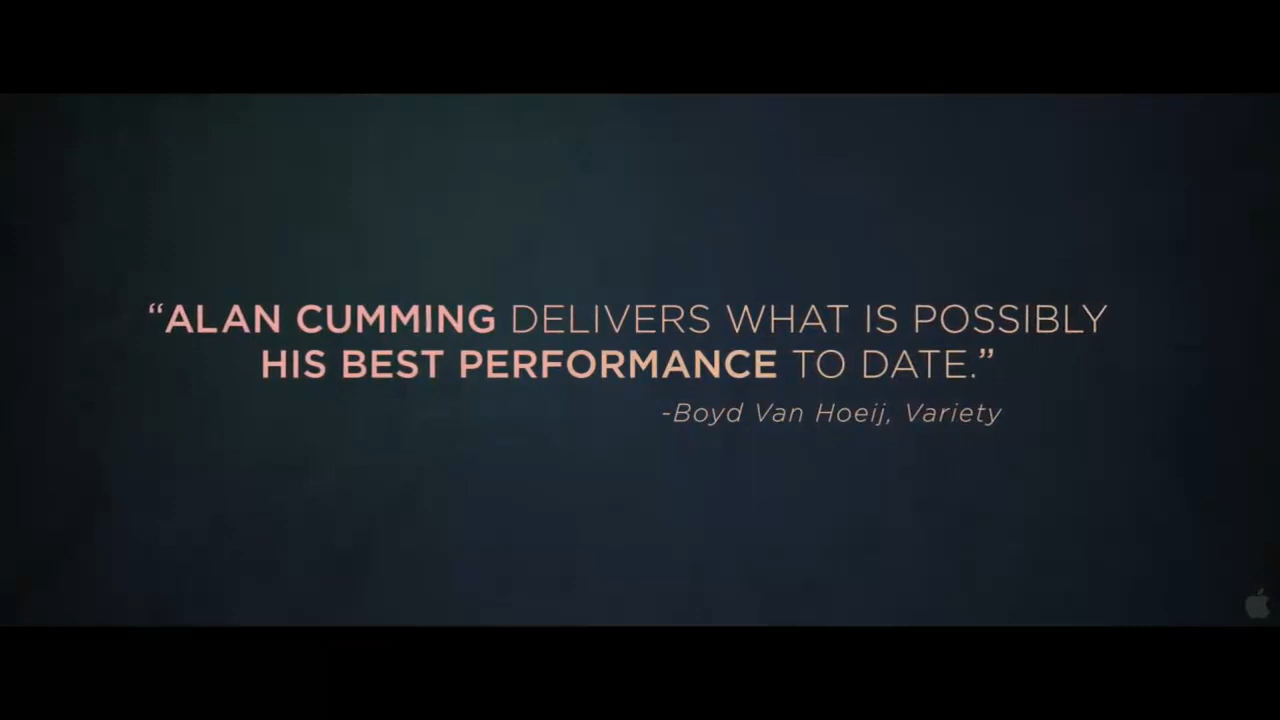 “ALAN CUMMING DELIVERS WHAT IS POSSIBLY
HIS BEST PERFORMANCE TO DATE.”
-Boyd Van Hoeij, Variety